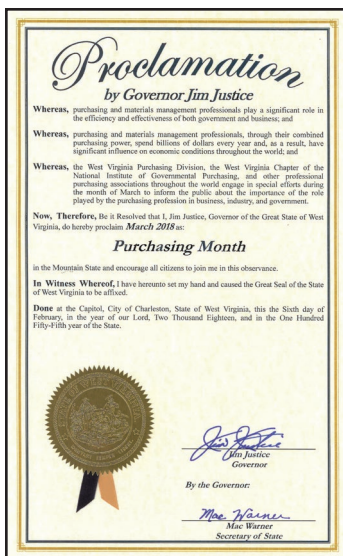 Proclamation
by Governor Jim Justice
Whereas, purchasing and materials management professionals play a significant role in
the efficiency and effectiveness of both government and business; and
Whereas, purchasing and materials management professionals, through their combined
purchasing power, spend billions of dollars every year and, as a result, have
significant influence on economic conditions throughout the world; and
Whereas, the West Virginia Purchasing Division, the West Virginia Chapter of the
National Institute of Governmental Purchasing, and other professional
purchasing associations throughout the world engage in special efforts during
the month of March to inform the public about the importance of the role
played by the purchasing profession in business, industry, and government.
Now, Therefore, Be it Resolved that I, Jim Justice, Governor of the Great State of West
Virginia, do hereby proclaim March 2018 as:
Purchasing Month
in the Mountain State and encourage all citizens to join me in this observance.
In Witness Whereof, I have hereunto set my hand and caused the Great Seal of the State
of West Virginia to be affixed.
Done at the Capitol, City of Charleston, State of West Virginia, this the Sixth day of
February, in the year of our Lord, Two Thousand Eighteen, and in the One Hundred
Fifty-Fifth year of the State.
Jim Justice
Jim Justice
Governor
By the Governor:
Mac Warner
Mac Warner
Secretary of State